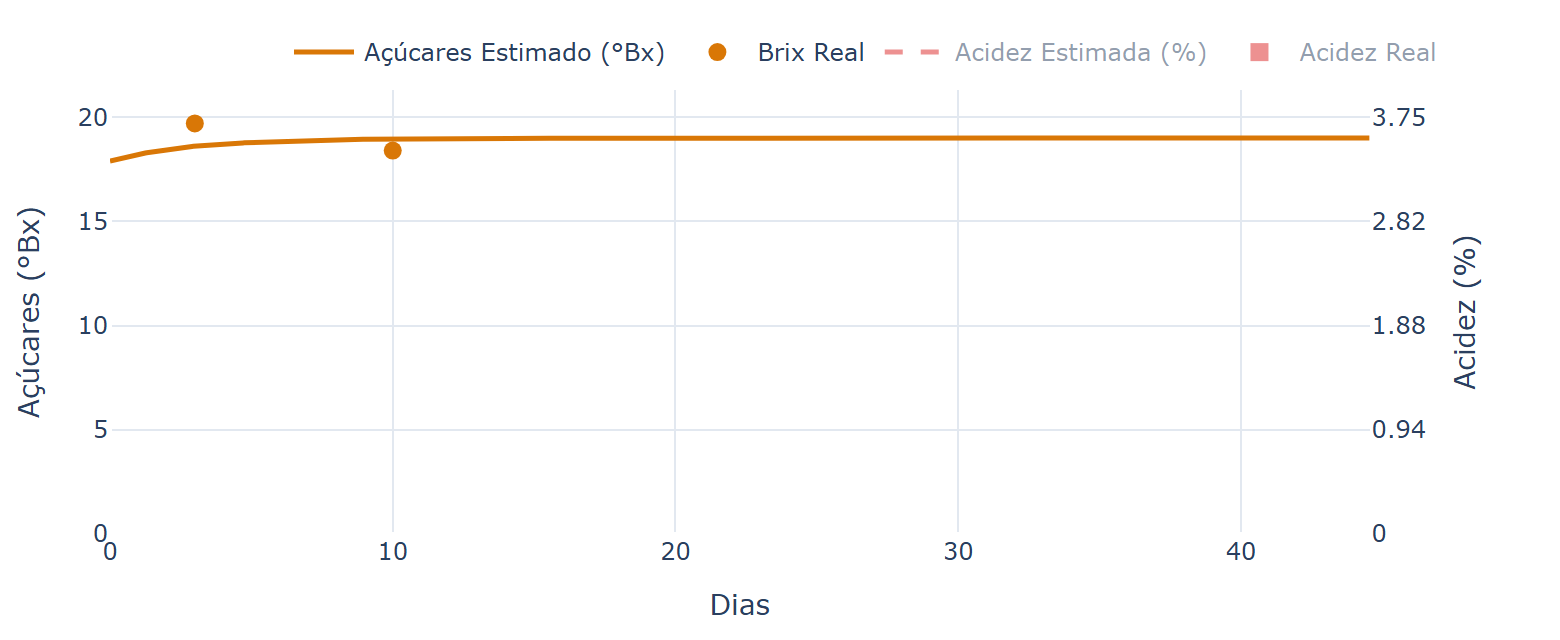 Açúcares Estimado (°Bx) Brix Real Acidez Estimada (%) Acidez Real
20 3.75
15 2.82
10 1.88
5 0.94
0 0
Açúcares (°Bx)
Acidez (%)
0 10 20 30 40
Dias